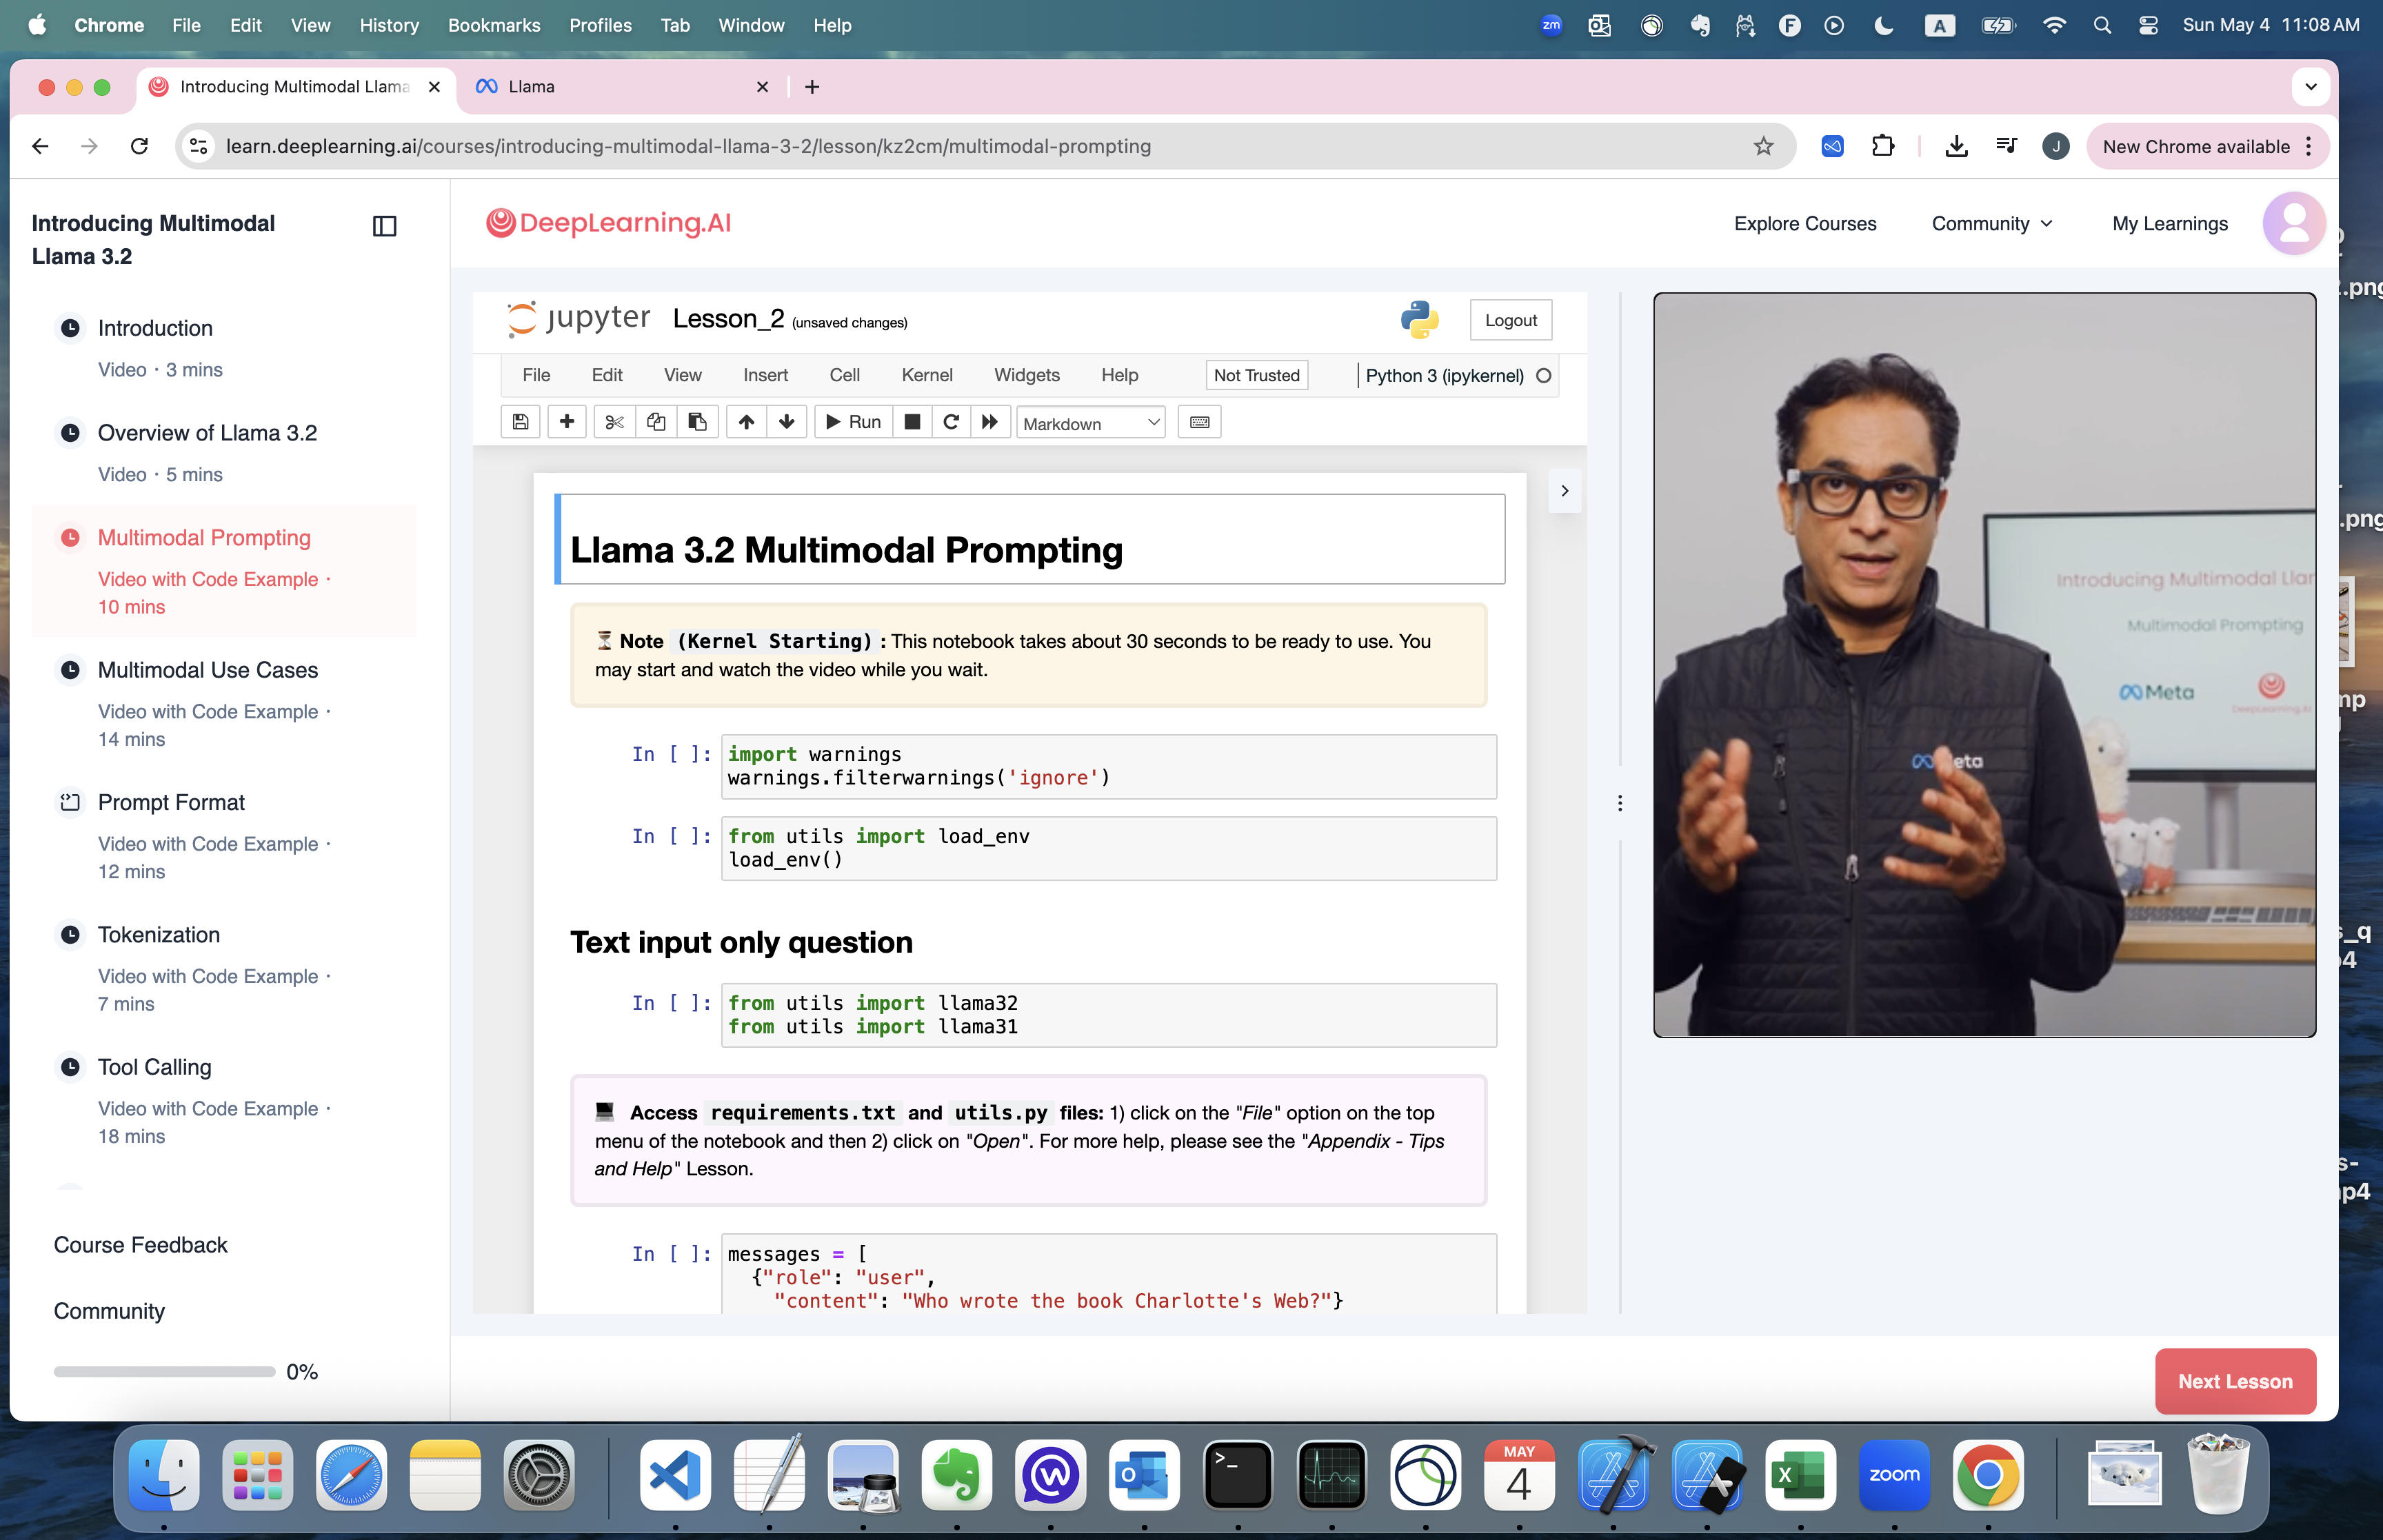 Chrome File Edit View History Bookmarks Profiles Tab Window Help
zm
F
A
Sun May 4 11:08 AM
Introducing Multimodal Llama
Llama
learn.deeplearning.ai/courses/introducing-multimodal-llama-3-2/lesson/kz2cm/multimodal-prompting
J
New Chrome available
Introducing Multimodal
Llama 3.2
Introduction
Video · 3 mins
Overview of Llama 3.2
Video · 5 mins
Multimodal Prompting
Video with Code Example ·
10 mins
Multimodal Use Cases
Video with Code Example ·
14 mins
Prompt Format
Video with Code Example ·
12 mins
Tokenization
Video with Code Example ·
7 mins
Tool Calling
Video with Code Example ·
18 mins
Course Feedback
Community
0%
DeepLearning.AI
Explore Courses Community My Learnings
jupyter Lesson_2 (unsaved changes)
Logout
File Edit View Insert Cell Kernel Widgets Help
Not Trusted
Python 3 (ipykernel)
Run
Markdown
Llama 3.2 Multimodal Prompting
⏳ Note (Kernel Starting) : This notebook takes about 30 seconds to be ready to use. You
may start and watch the video while you wait.
In [ ]: import warnings
warnings.filterwarnings('ignore')
In [ ]: from utils import load_env
load_env()
Text input only question
In [ ]: from utils import llama32
from utils import llama31
💻 Access requirements.txt and utils.py files: 1) click on the "File" option on the top
menu of the notebook and then 2) click on "Open". For more help, please see the "Appendix - Tips
and Help" Lesson.
In [ ]: messages = [
{"role": "user",
"content": "Who wrote the book Charlotte's Web?"}
Introducing Multimodal Llar
Multimodal Prompting
Meta
DeepLearning.AI
eta
Next Lesson
.png
.png
mp
s_q
p4
s-
np4
W
O
>_
MAY
4
X
zoom